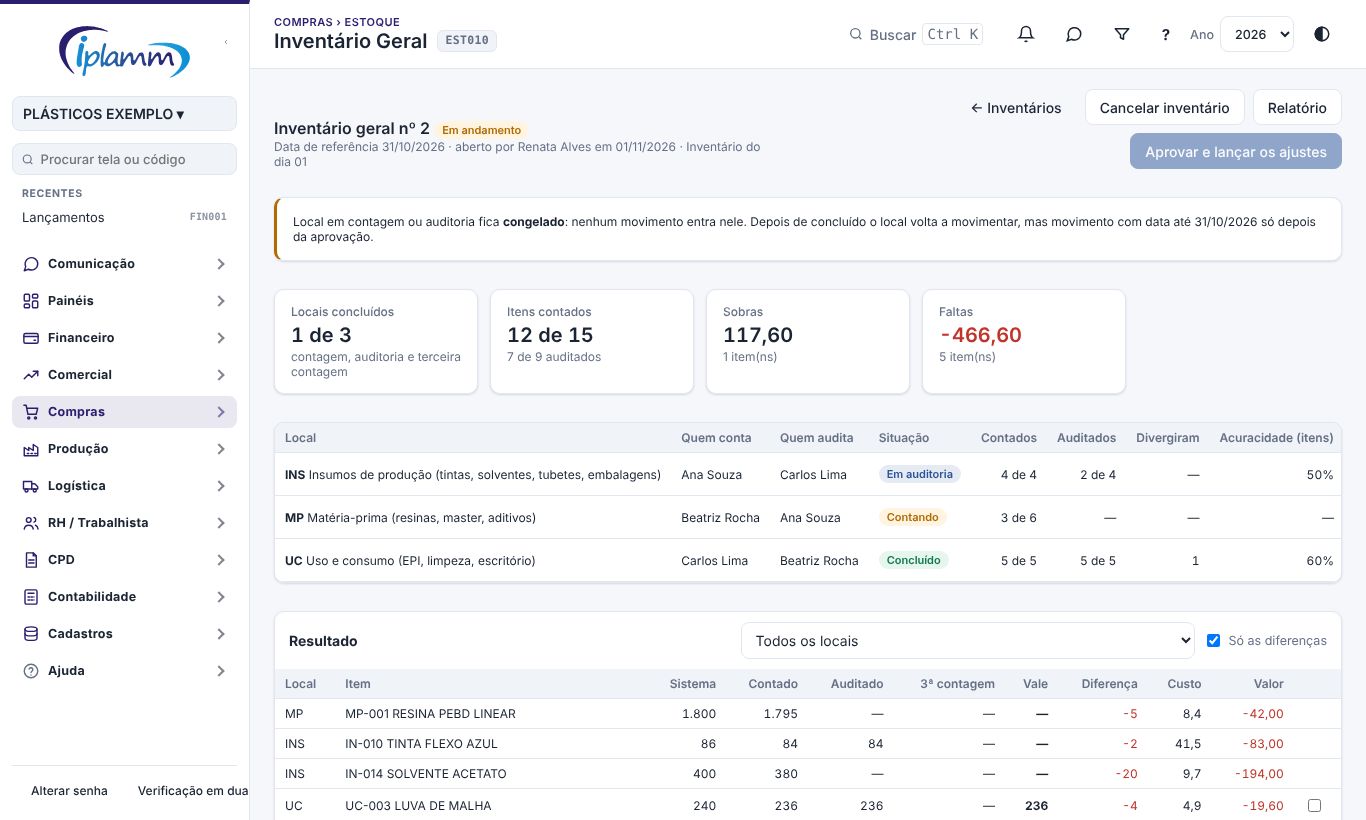 iplamm
PLÁSTICOS EXEMPLO ▾
Procurar tela ou código
RECENTES
Lançamentos FIN001
Comunicação
Painéis
Financeiro
Comercial
Compras
Produção
Logística
RH / Trabalhista
CPD
Contabilidade
Cadastros
Ajuda
Alterar senha Verificação em dua
COMPRAS › ESTOQUE
Inventário Geral EST010
Buscar Ctrl K ? Ano 2026
← Inventários Cancelar inventário Relatório
Aprovar e lançar os ajustes
Inventário geral nº 2 Em andamento
Data de referência 31/10/2026 · aberto por Renata Alves em 01/11/2026 · Inventário do
dia 01
Local em contagem ou auditoria fica congelado: nenhum movimento entra nele. Depois de concluído o local volta a movimentar, mas movimento com data até 31/10/2026 só depois
da aprovação.
Locais concluídos
1 de 3
contagem, auditoria e terceira
contagem
Itens contados
12 de 15
7 de 9 auditados
Sobras
117,60
1 item(ns)
Faltas
-466,60
5 item(ns)
Local Quem conta Quem audita Situação Contados Auditados Divergiram Acuracidade (itens)
INS Insumos de produção (tintas, solventes, tubetes, embalagens) Ana Souza Carlos Lima Em auditoria 4 de 4 2 de 4 — 50%
MP Matéria-prima (resinas, master, aditivos) Beatriz Rocha Ana Souza Contando 3 de 6 — — —
UC Uso e consumo (EPI, limpeza, escritório) Carlos Lima Beatriz Rocha Concluído 5 de 5 5 de 5 1 60%
Resultado Todos os locais Só as diferenças
Local Item Sistema Contado Auditado 3ª contagem Vale Diferença Custo Valor
MP MP-001 RESINA PEBD LINEAR 1.800 1.795 — — — -5 8,4 -42,00
INS IN-010 TINTA FLEXO AZUL 86 84 84 — — -2 41,5 -83,00
INS IN-014 SOLVENTE ACETATO 400 380 — — — -20 9,7 -194,00
UC UC-003 LUVA DE MALHA 240 236 236 — 236 -4 4,9 -19,60